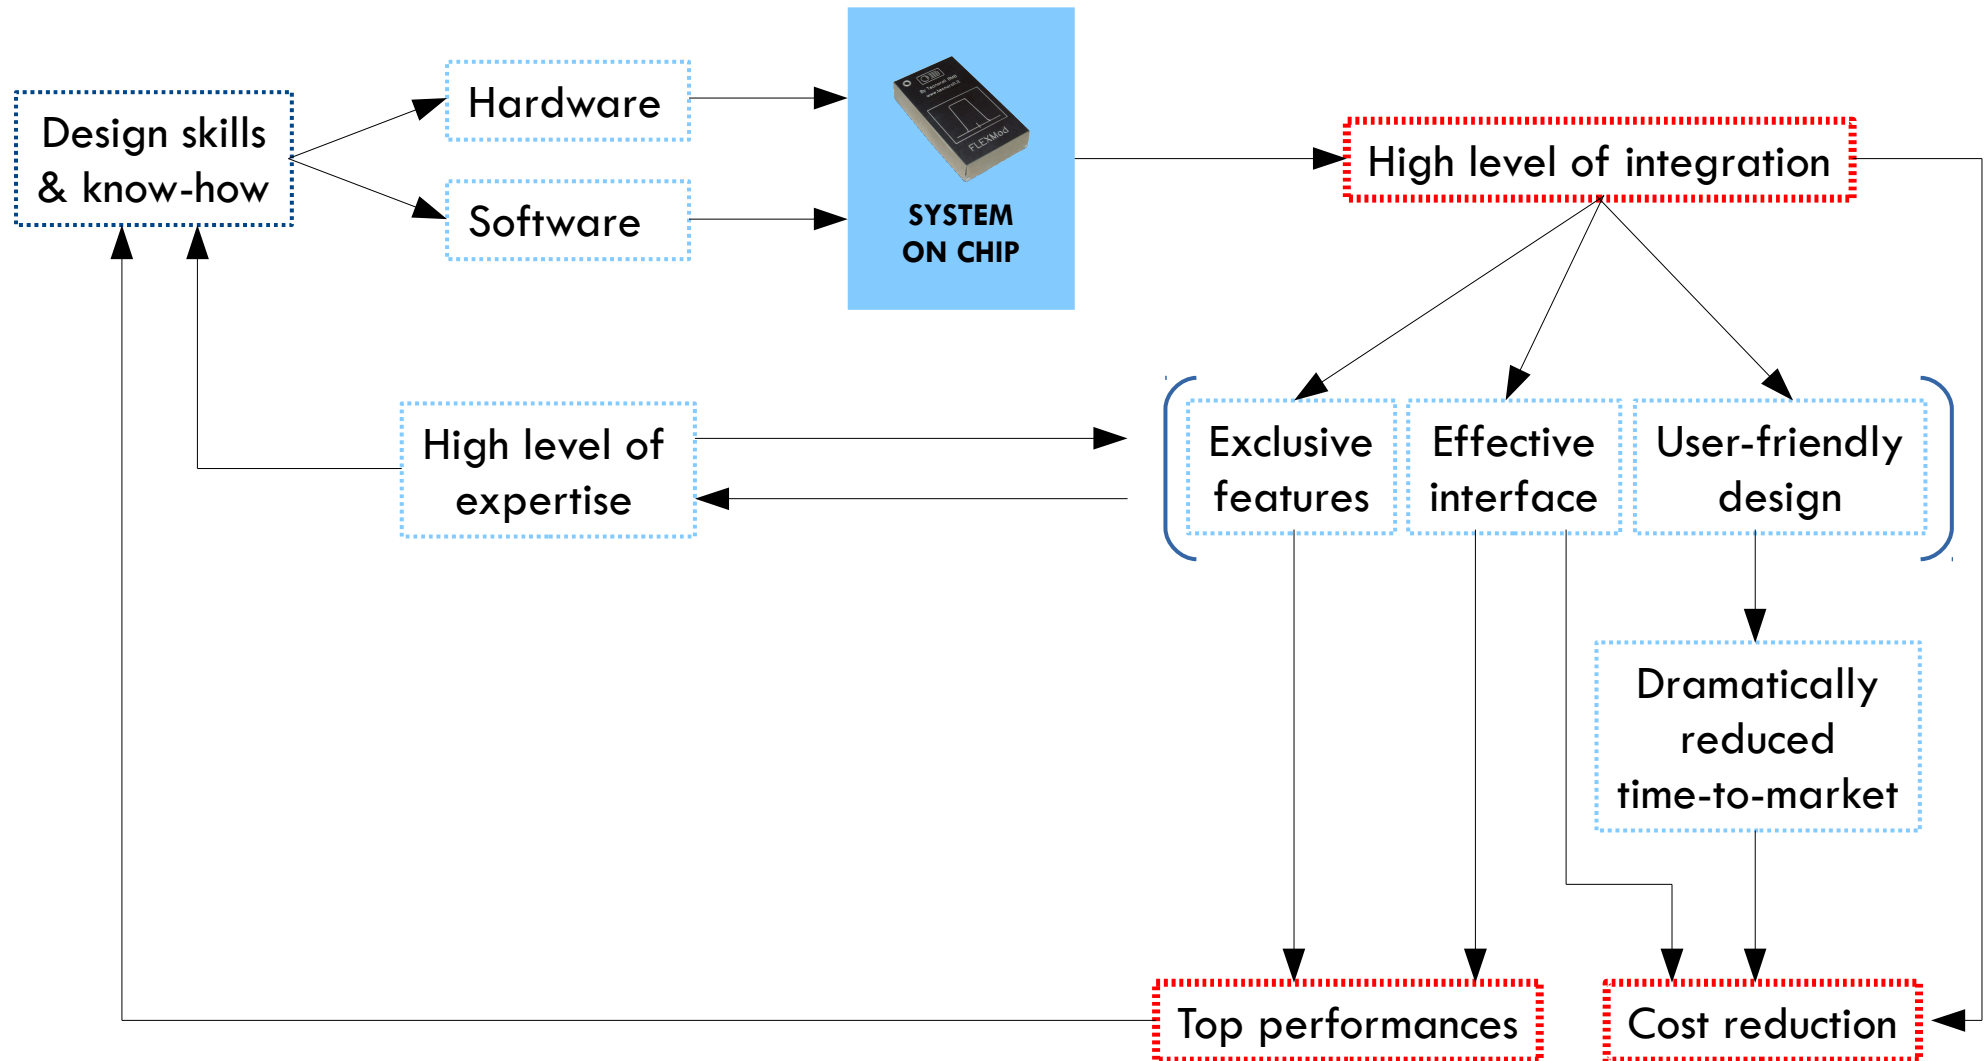 Design skills
& know-how
Hardware
Software
FLEXMod
SYSTEM
ON CHIP
High level of integration
High level of
expertise
Exclusive
features
Effective
interface
User-friendly
design
Dramatically
reduced
time-to-market
Top performances
Cost reduction